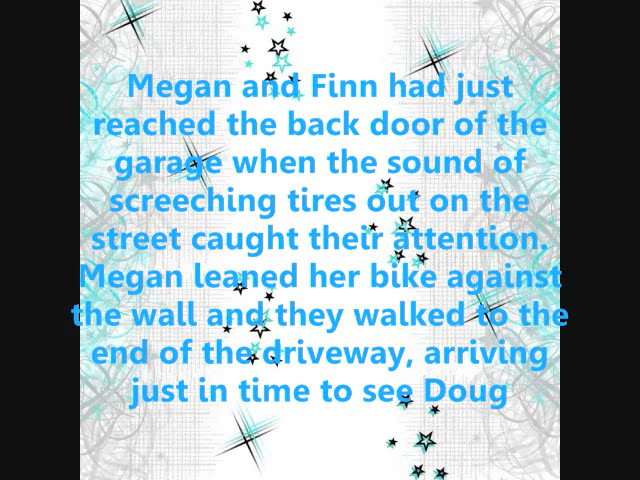 Megan and Finn had just
reached the back door of the
garage when the sound of
screeching tires out on the
street caught their attention.
Megan leaned her bike against
the wall and they walked to the
end of the driveway, arriving
just in time to see Doug